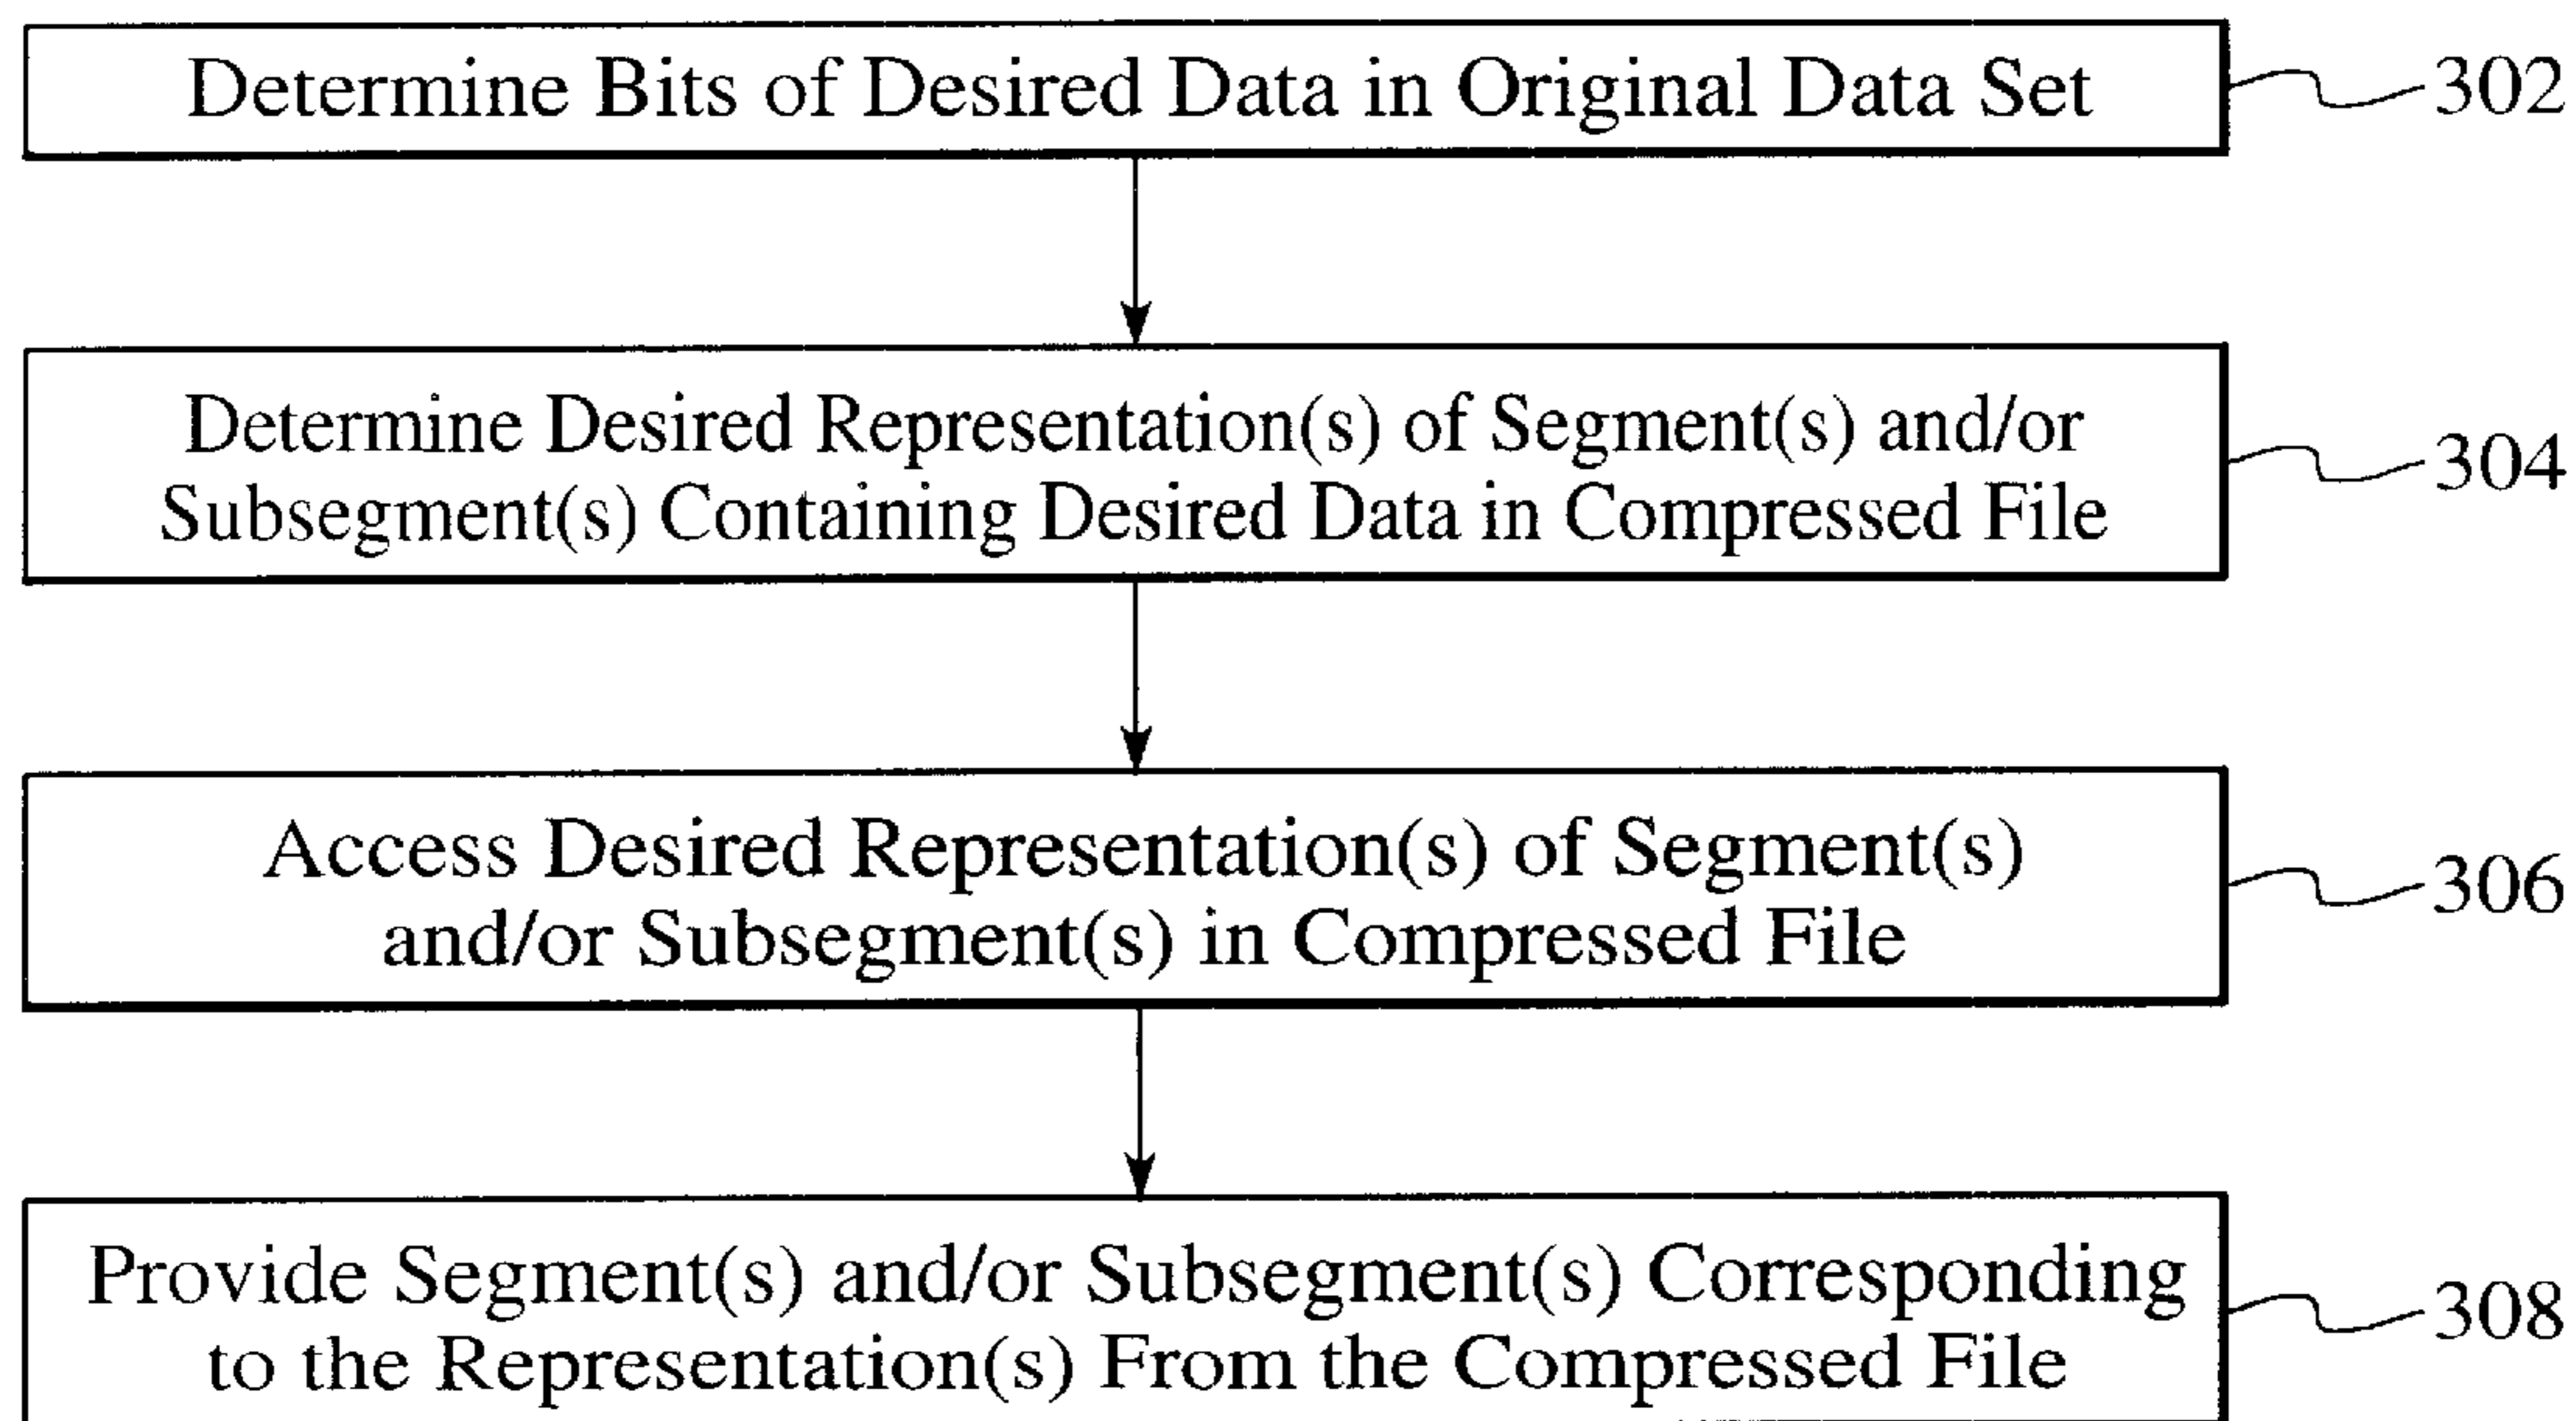 Determine Bits of Desired Data in Original Data Set
302
Determine Desired Representation(s) of Segment(s) and/or
Subsegment(s) Containing Desired Data in Compressed File
304
Access Desired Representation(s) of Segment(s)
and/or Subsegment(s) in Compressed File
306
Provide Segment(s) and/or Subsegment(s) Corresponding
to the Representation(s) From the Compressed File
308